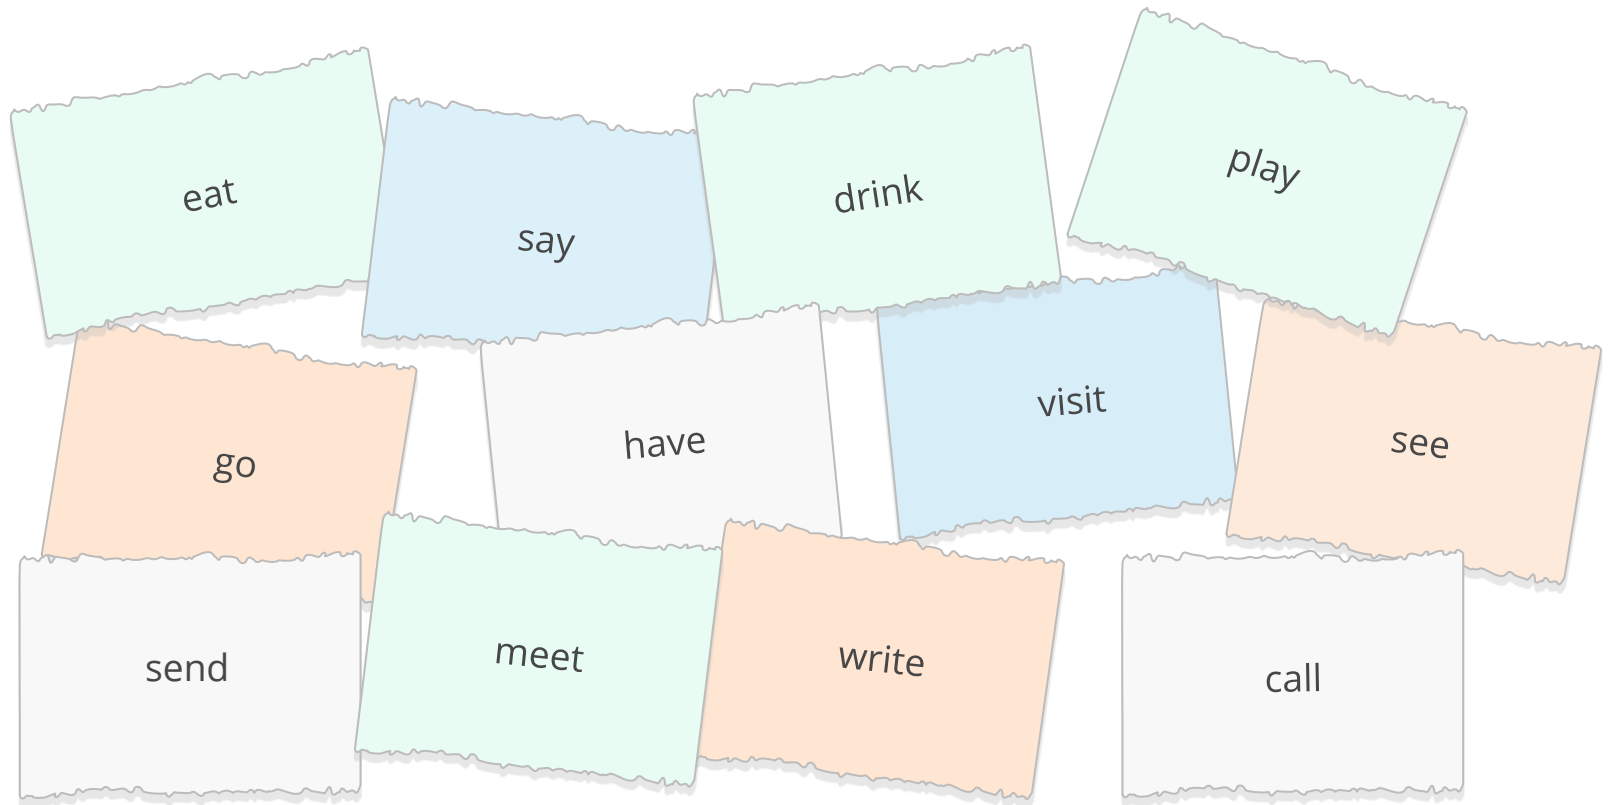 eat
say
drink
play
go
have
visit
see
send
meet
write
call